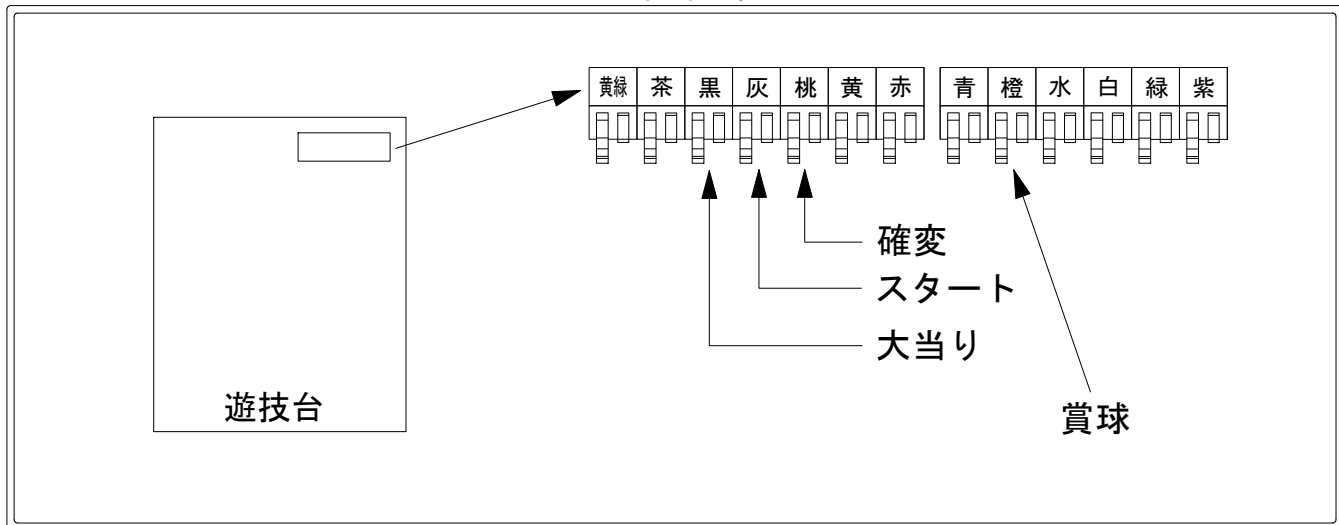 黄緑 茶 黒 灰 桃 黄 赤 青 橙 水 白 緑 紫
確変
スタート
大当り
賞球
遊技台